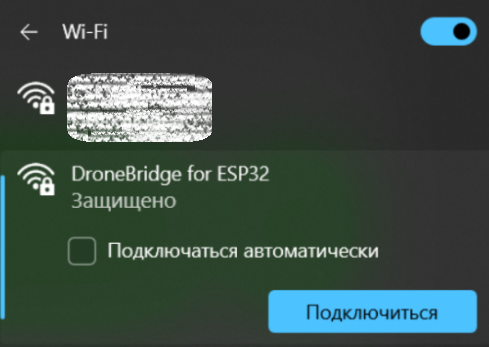 Wi-Fi
DroneBridge for ESP32
Защищено
Подключаться автоматически
Подключиться